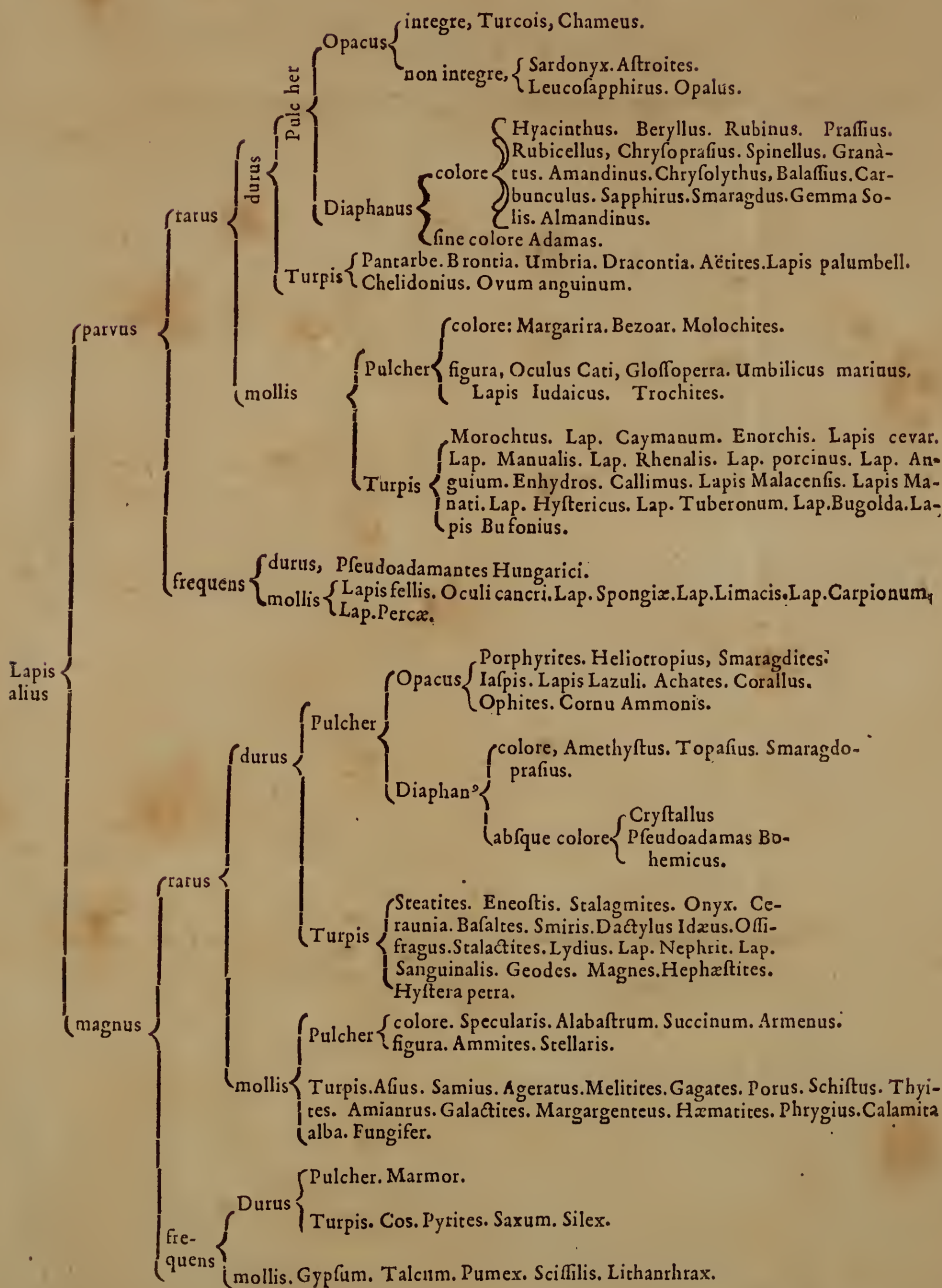 integre, Turcois, Chameus.
Opacus
non integre, Sardonyx. Aſtroites.
Leucoſapphirus. Opalus.
Pulc her
durus
Hyacinthus. Beryllus. Rubinus. Praſſius.
Rubicellus, Chryſopraſius. Spinellus. Granà-
colore
tus. Amandinus. Chryſolythus, Balaſſius. Car-
bunculus. Sapphirus. Smaragdus. Gemma So-
lis. Almandinus.
Diaphanus
ſine colore Adamas.
rarus
Turpis
Pantarbe. Brontia. Umbria. Dracontia. Aëtites. Lapis palumbell.
Chelidonius. Ovum anguinum.
parvus
colore: Margarira. Bezoar. Molochites.
Pulcher
figura, Oculus Cati, Gloſſoperra. Umbilicus marinus.
Lapis Iudaicus. Trochites.
mollis
Morochtus. Lap. Caymanum. Enorchis. Lapis cevar.
Lap. Manualis. Lap. Rhenalis. Lap. porcinus. Lap. An-
Turpis
guium. Enhydros. Callimus. Lapis Malacenſis. Lapis Ma-
nati. Lap. Hyſtericus. Lap. Tuberonum. Lap. Bugolda. La-
pis Bufonius.
frequens
durus, Pſeudoadamantes Hungarici.
mollis
Lapis fellis. Oculi cancri. Lap. Spongiæ. Lap. Limacis. Lap. Carpionum,
Lap. Percæ.
Lapis
alius
Porphyrites. Heliotropius, Smaragdites.
Opacus
Iaſpis. Lapis Lazuli. Achates. Corallus.
Ophites. Cornu Ammonis.
Pulcher
durus
colore, Amethyſtus. Topaſius. Smaragdo-
praſius.
Diaphanꝰ
Cryſtallus
abſque colore
Pſeudoadamas Bo-
hemicus.
rarus
Steatites. Eneoſtis. Stalagmites. Onyx. Ce-
raunia. Baſaltes. Smiris. Dactylus Idæus. Oſſi-
Turpis
fragus. Stalactites. Lydius. Lap. Nephrit. Lap.
Sanguinalis. Geodes. Magnes. Hephæſtites.
Hyſtera petra.
magnus
Pulcher
colore. Specularis. Alabaſtrum. Succinum. Armenus.
figura. Ammites. Stellaris.
mollis
Turpis. Aſius. Samius. Ageratus. Melitites. Gagates. Porus. Schiſtus. Thyi-
tes. Amianrus. Galactites. Margargenteus. Hæmatites. Phrygius. Calamita
alba. Fungifer.
Pulcher. Marmor.
Durus
Turpis. Cos. Pyrites. Saxum. Silex.
fre-
quens
mollis. Gypſum. Talcum. Pumex. Sciſſilis. Lithanrhrax.